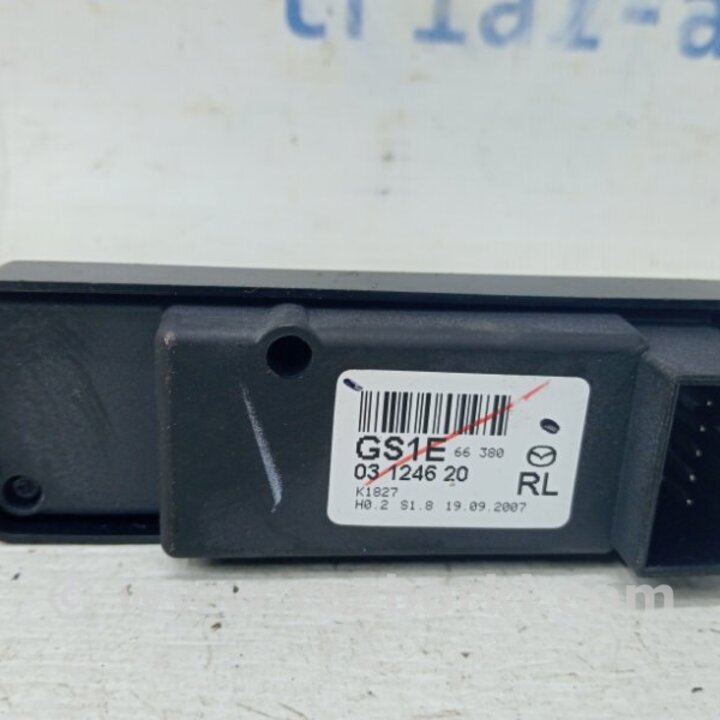 GS1E 66 380
03 1246 20
RL
K1827
H0.2 S1.8 19.09.2007